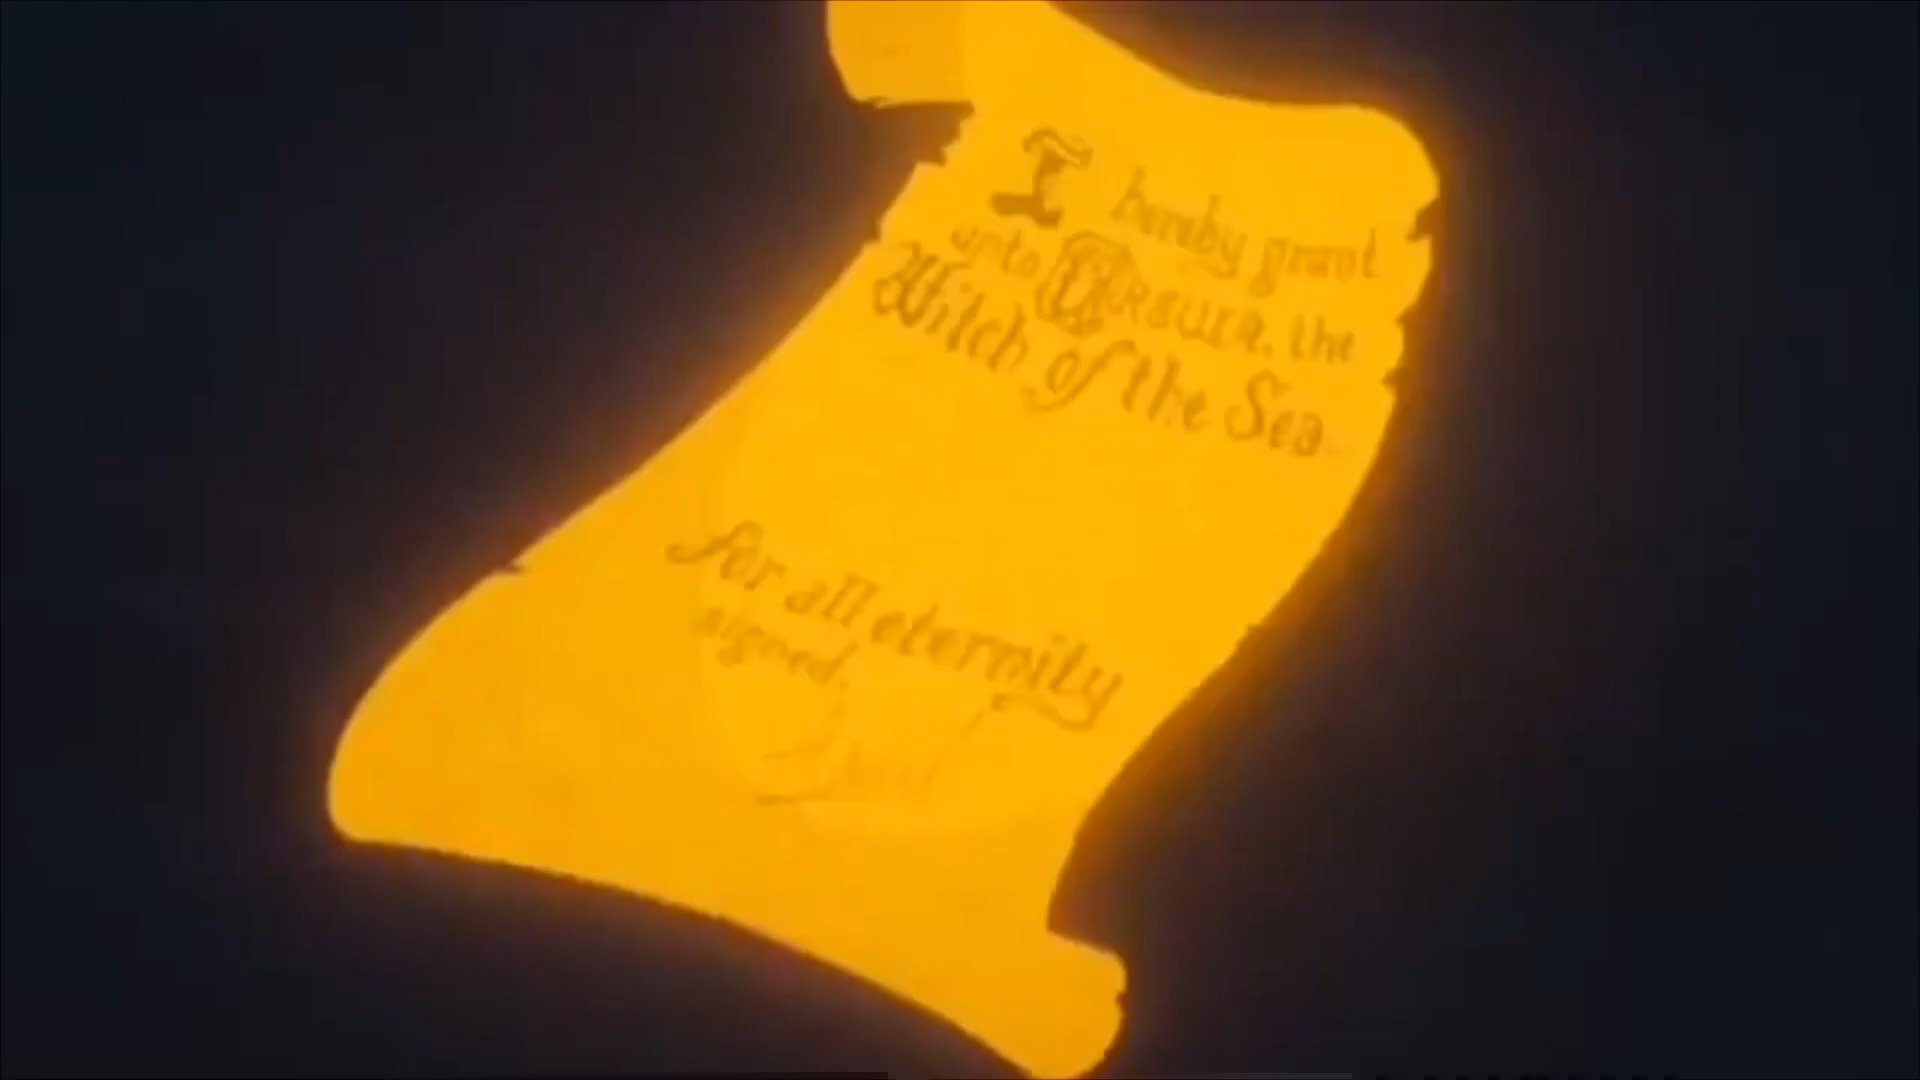 I hereby grant
unto Ursula, the
Witch of the Sea...
for all eternity
signed,